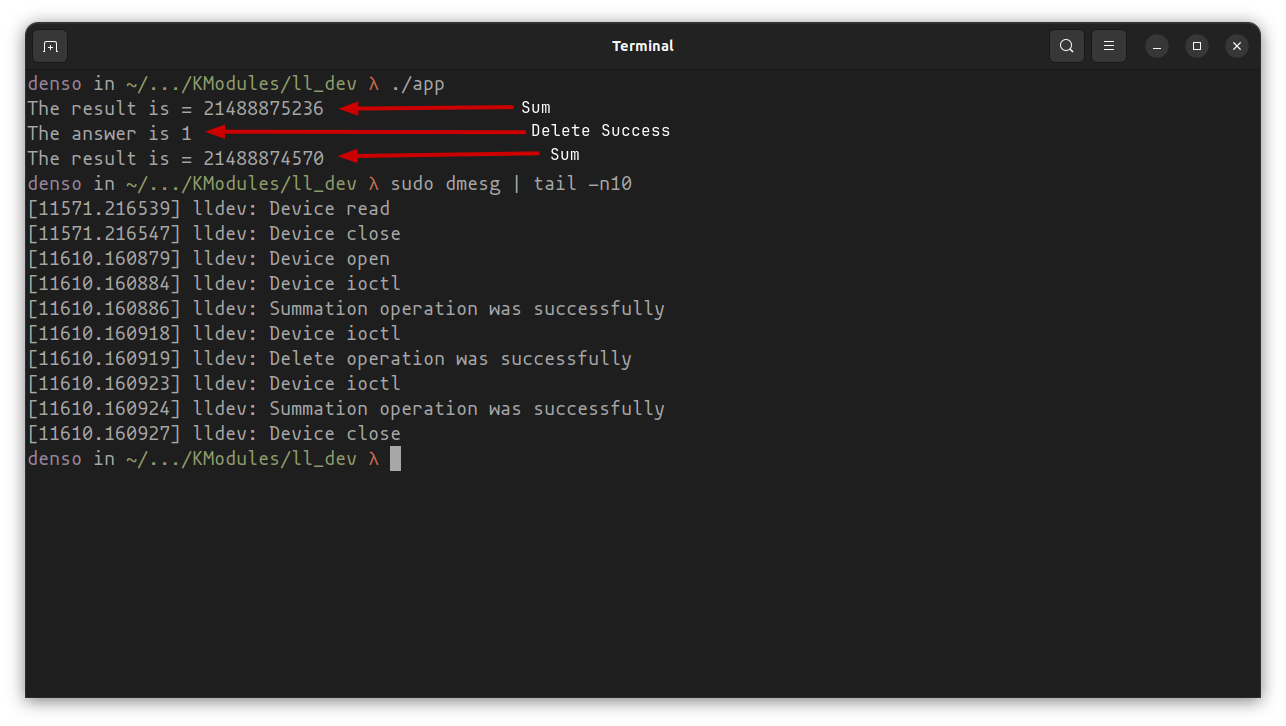 Terminal
denso in ~/.../KModules/ll_dev λ ./app
The result is = 21488875236 Sum
The answer is 1 Delete Success
The result is = 21488874570 Sum
denso in ~/.../KModules/ll_dev λ sudo dmesg | tail -n10
[11571.216539] lldev: Device read
[11571.216547] lldev: Device close
[11610.160879] lldev: Device open
[11610.160884] lldev: Device ioctl
[11610.160886] lldev: Summation operation was successfully
[11610.160918] lldev: Device ioctl
[11610.160919] lldev: Delete operation was successfully
[11610.160923] lldev: Device ioctl
[11610.160924] lldev: Summation operation was successfully
[11610.160927] lldev: Device close
denso in ~/.../KModules/ll_dev λ